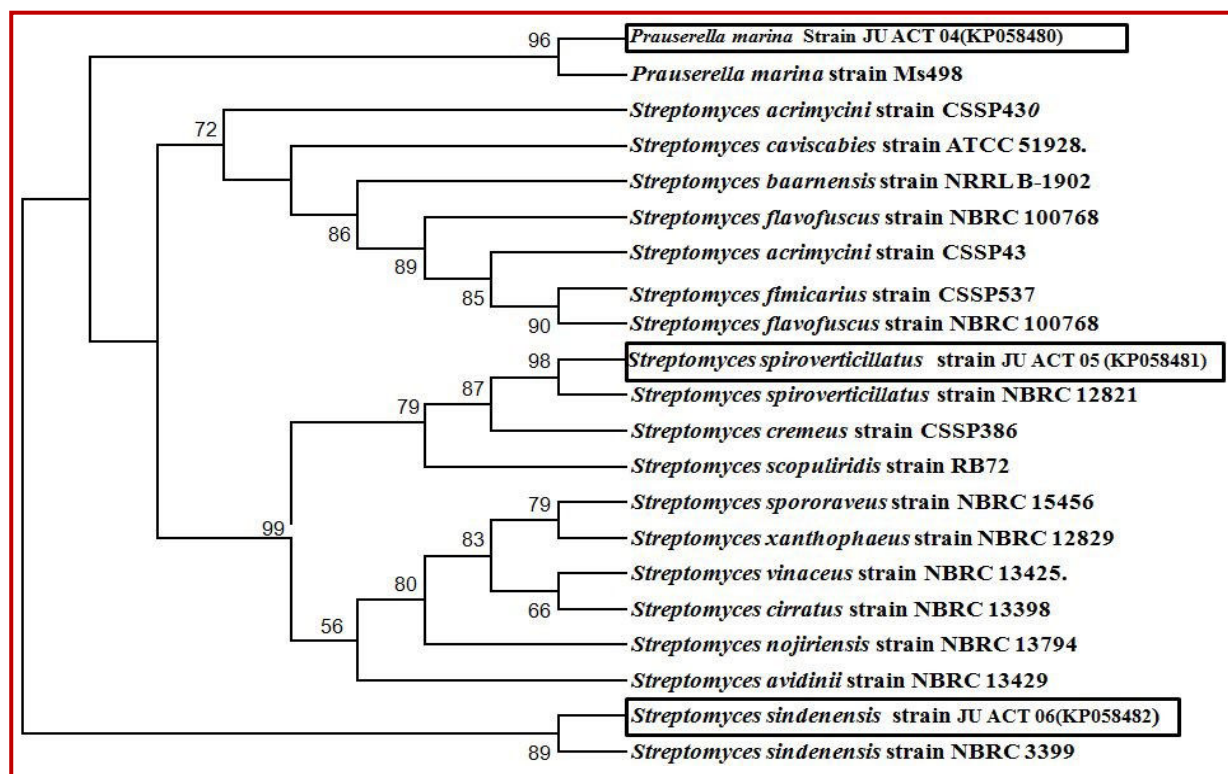 96
Prauserella marina Strain JU ACT 04(KP058480)
Prauserella marina strain Ms498
Streptomyces acrimycini strain CSSP430
72
Streptomyces caviscabies strain ATCC 51928.
Streptomyces baarnensis strain NRRL B-1902
86
Streptomyces flavofuscus strain NBRC 100768
89
Streptomyces acrimycini strain CSSP43
85
Streptomyces fimicarius strain CSSP537
90
Streptomyces flavofuscus strain NBRC 100768
98
Streptomyces spiroverticillatus strain JU ACT 05 (KP058481)
87
Streptomyces spiroverticillatus strain NBRC 12821
79
Streptomyces cremeus strain CSSP386
Streptomyces scopuliridis strain RB72
79
Streptomyces spororaveus strain NBRC 15456
99
83
Streptomyces xanthophaeus strain NBRC 12829
Streptomyces vinaceus strain NBRC 13425.
80
66
Streptomyces cirratus strain NBRC 13398
56
Streptomyces nojiriensis strain NBRC 13794
Streptomyces avidinii strain NBRC 13429
Streptomyces sindenensis strain JU ACT 06(KP058482)
89
Streptomyces sindenensis strain NBRC 3399